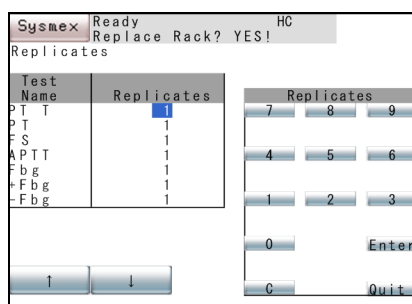 Sysmex Ready HC
Replace Rack? YES!
Replicates
Test Name Replicates
PT T 1
PT 1
FS 1
APTT 1
Fbg 1
+Fbg 1
-Fbg 1
↑ ↓
Replicates
7 8 9
4 5 6
1 2 3
0 Enter
C Quit